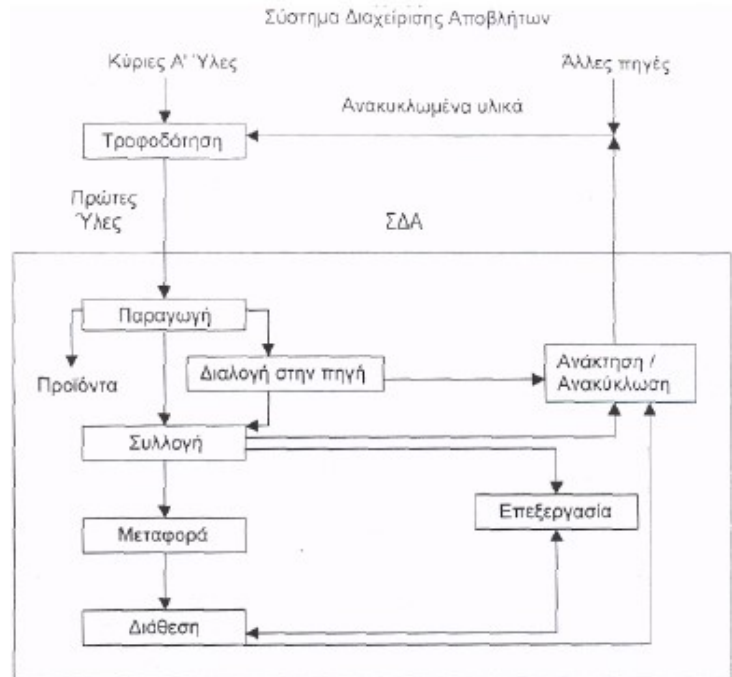 Σύστημα Διαχείρισης Αποβλήτων
Κύριες Α' Ύλες
Άλλες πηγές
Ανακυκλωμένα υλικά
Τροφοδότηση
Πρώτες
Ύλες
ΣΔΑ
Παραγωγή
Διαλογή στην πηγή
Ανάκτηση /
Ανακύκλωση
Προϊόντα
Συλλογή
Επεξεργασία
Μεταφορά
Διάθεση